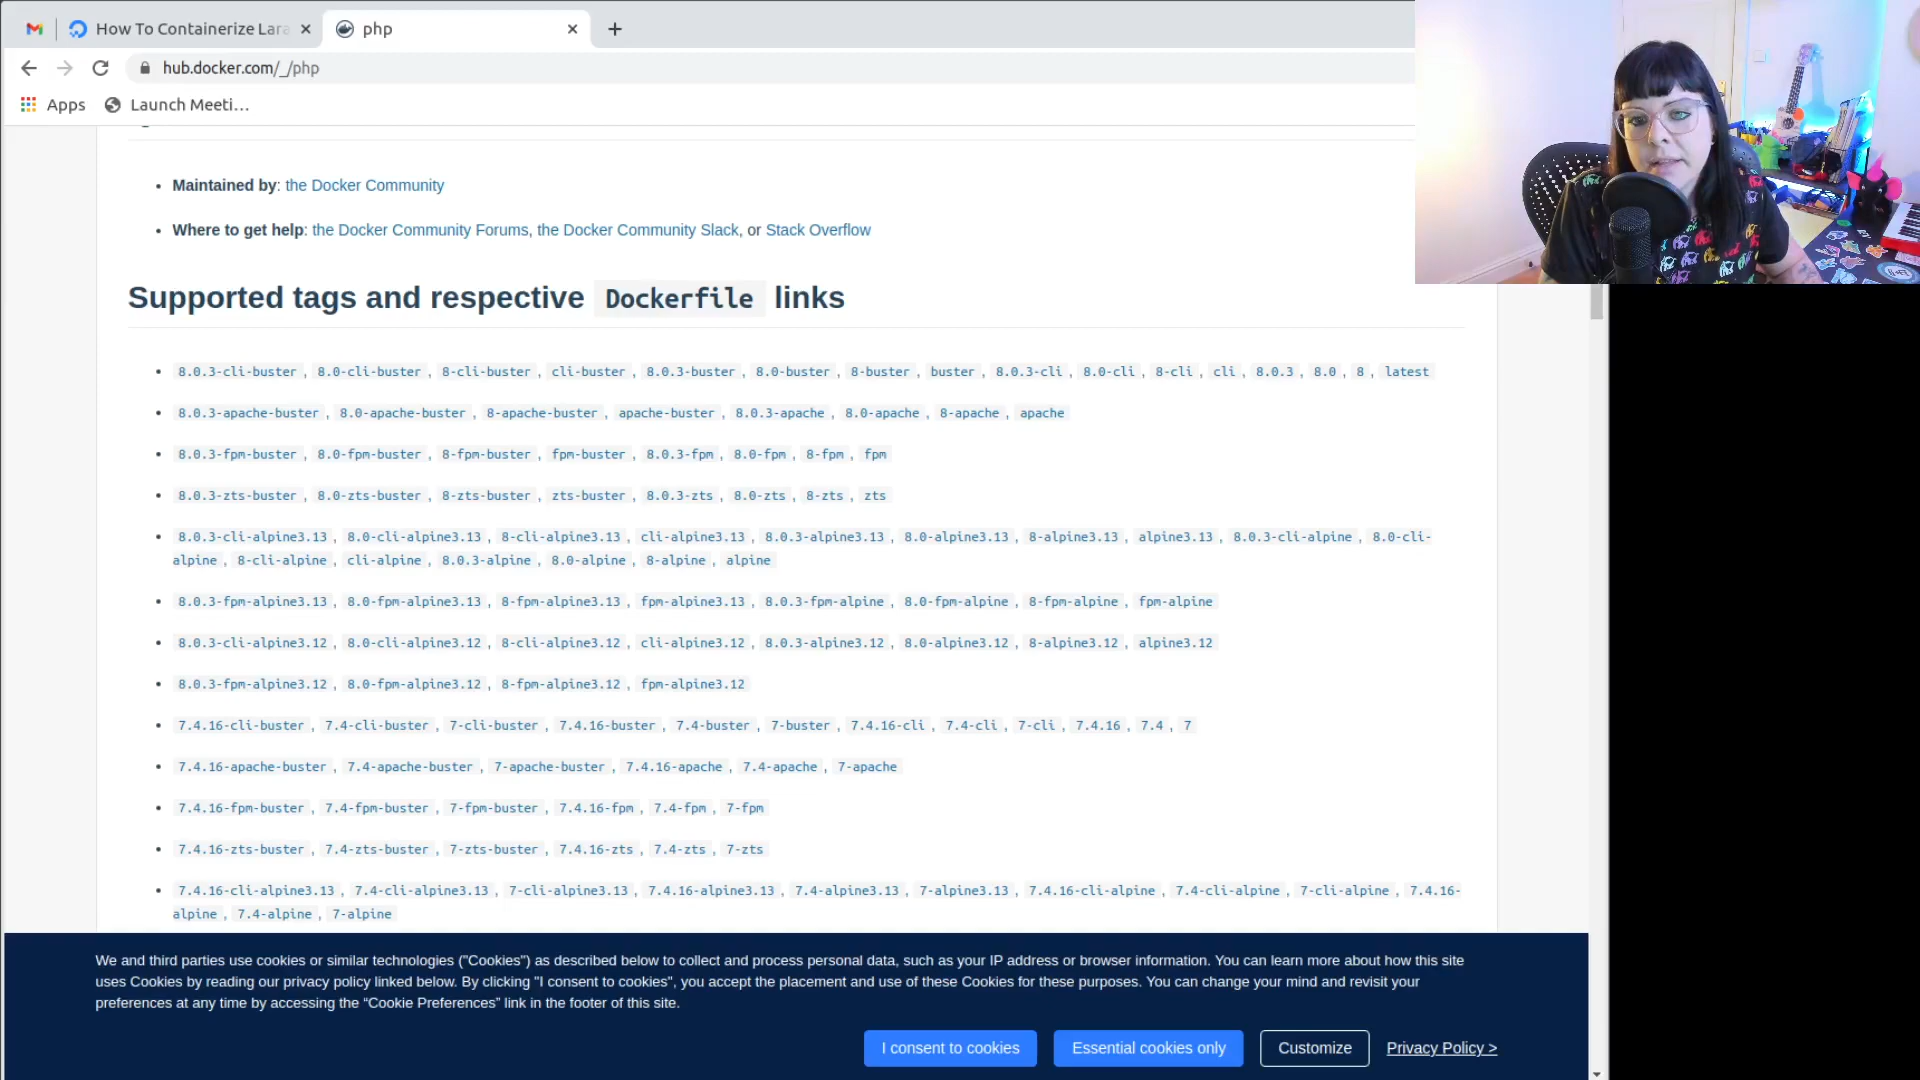 How To Containerize Lara
php
hub.docker.com/_/php
Apps
Launch Meeti…
Maintained by: the Docker Community
Where to get help: the Docker Community Forums, the Docker Community Slack, or Stack Overflow
Supported tags and respective Dockerfile links
8.0.3-cli-buster , 8.0-cli-buster , 8-cli-buster , cli-buster , 8.0.3-buster , 8.0-buster , 8-buster , buster , 8.0.3-cli , 8.0-cli , 8-cli , cli , 8.0.3 , 8.0 , 8 , latest
8.0.3-apache-buster , 8.0-apache-buster , 8-apache-buster , apache-buster , 8.0.3-apache , 8.0-apache , 8-apache , apache
8.0.3-fpm-buster , 8.0-fpm-buster , 8-fpm-buster , fpm-buster , 8.0.3-fpm , 8.0-fpm , 8-fpm , fpm
8.0.3-zts-buster , 8.0-zts-buster , 8-zts-buster , zts-buster , 8.0.3-zts , 8.0-zts , 8-zts , zts
8.0.3-cli-alpine3.13 , 8.0-cli-alpine3.13 , 8-cli-alpine3.13 , cli-alpine3.13 , 8.0.3-alpine3.13 , 8.0-alpine3.13 , 8-alpine3.13 , alpine3.13 , 8.0.3-cli-alpine , 8.0-cli-
alpine , 8-cli-alpine , cli-alpine , 8.0.3-alpine , 8.0-alpine , 8-alpine , alpine
8.0.3-fpm-alpine3.13 , 8.0-fpm-alpine3.13 , 8-fpm-alpine3.13 , fpm-alpine3.13 , 8.0.3-fpm-alpine , 8.0-fpm-alpine , 8-fpm-alpine , fpm-alpine
8.0.3-cli-alpine3.12 , 8.0-cli-alpine3.12 , 8-cli-alpine3.12 , cli-alpine3.12 , 8.0.3-alpine3.12 , 8.0-alpine3.12 , 8-alpine3.12 , alpine3.12
8.0.3-fpm-alpine3.12 , 8.0-fpm-alpine3.12 , 8-fpm-alpine3.12 , fpm-alpine3.12
7.4.16-cli-buster , 7.4-cli-buster , 7-cli-buster , 7.4.16-buster , 7.4-buster , 7-buster , 7.4.16-cli , 7.4-cli , 7-cli , 7.4.16 , 7.4 , 7
7.4.16-apache-buster , 7.4-apache-buster , 7-apache-buster , 7.4.16-apache , 7.4-apache , 7-apache
7.4.16-fpm-buster , 7.4-fpm-buster , 7-fpm-buster , 7.4.16-fpm , 7.4-fpm , 7-fpm
7.4.16-zts-buster , 7.4-zts-buster , 7-zts-buster , 7.4.16-zts , 7.4-zts , 7-zts
7.4.16-cli-alpine3.13 , 7.4-cli-alpine3.13 , 7-cli-alpine3.13 , 7.4.16-alpine3.13 , 7.4-alpine3.13 , 7-alpine3.13 , 7.4.16-cli-alpine , 7.4-cli-alpine , 7-cli-alpine , 7.4.16-
alpine , 7.4-alpine , 7-alpine
We and third parties use cookies or similar technologies ("Cookies") as described below to collect and process personal data, such as your IP address or browser information. You can learn more about how this site
uses Cookies by reading our privacy policy linked below. By clicking "I consent to cookies", you accept the placement and use of these Cookies for these purposes. You can change your mind and revisit your
preferences at any time by accessing the “Cookie Preferences” link in the footer of this site.
I consent to cookies
Essential cookies only
Customize
Privacy Policy >